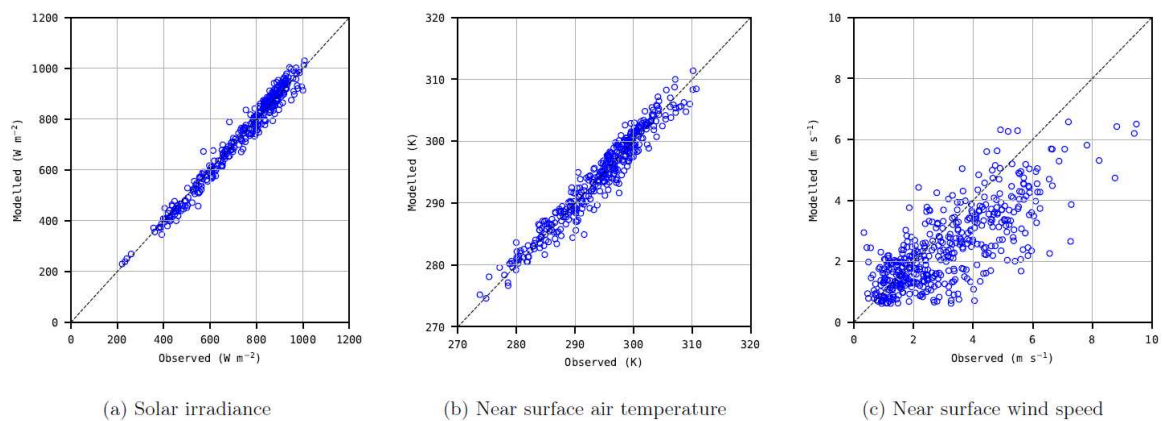 1200
1000
800
600
400
200
0
Modelled (W m⁻²)
0 200 400 600 800 1000 1200
Observed (W m⁻²)
(a) Solar irradiance
320
310
300
290
280
270
Modelled (K)
270 280 290 300 310 320
Observed (K)
(b) Near surface air temperature
10
8
6
4
2
0
Modelled (m s⁻¹)
0 2 4 6 8 10
Observed (m s⁻¹)
(c) Near surface wind speed